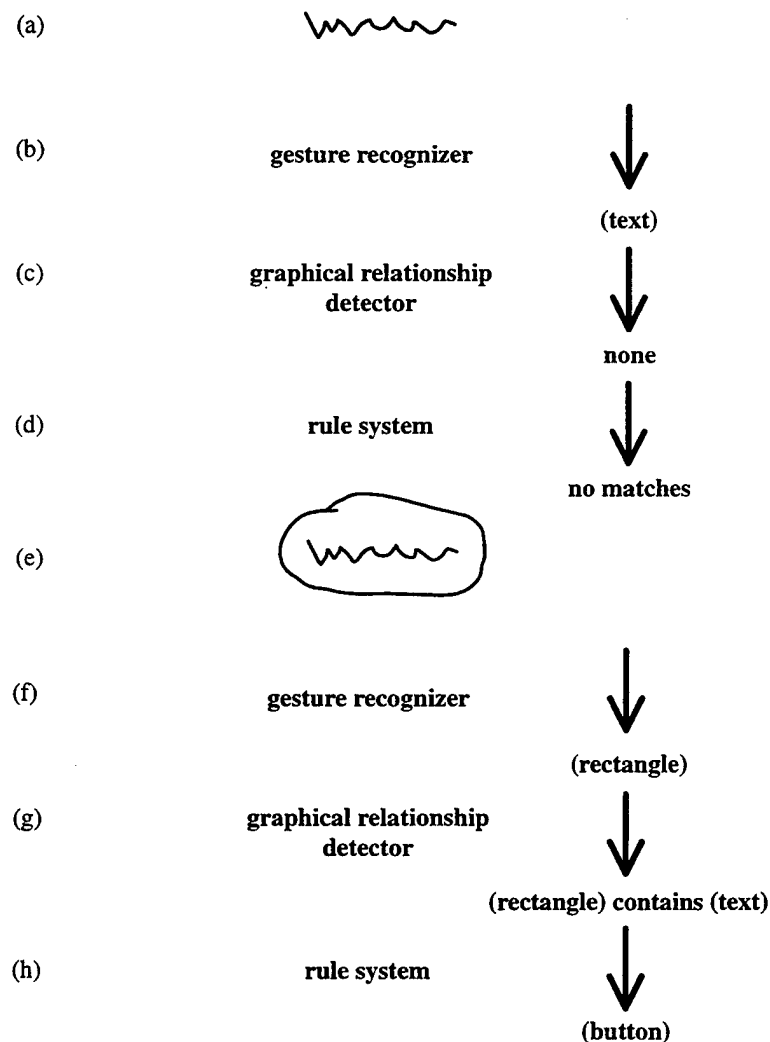 (a)
(b)
gesture recognizer
(text)
(c)
graphical relationship
detector
none
(d)
rule system
no matches
(e)
(f)
gesture recognizer
(rectangle)
(g)
graphical relationship
detector
(rectangle) contains (text)
(h)
rule system
(button)